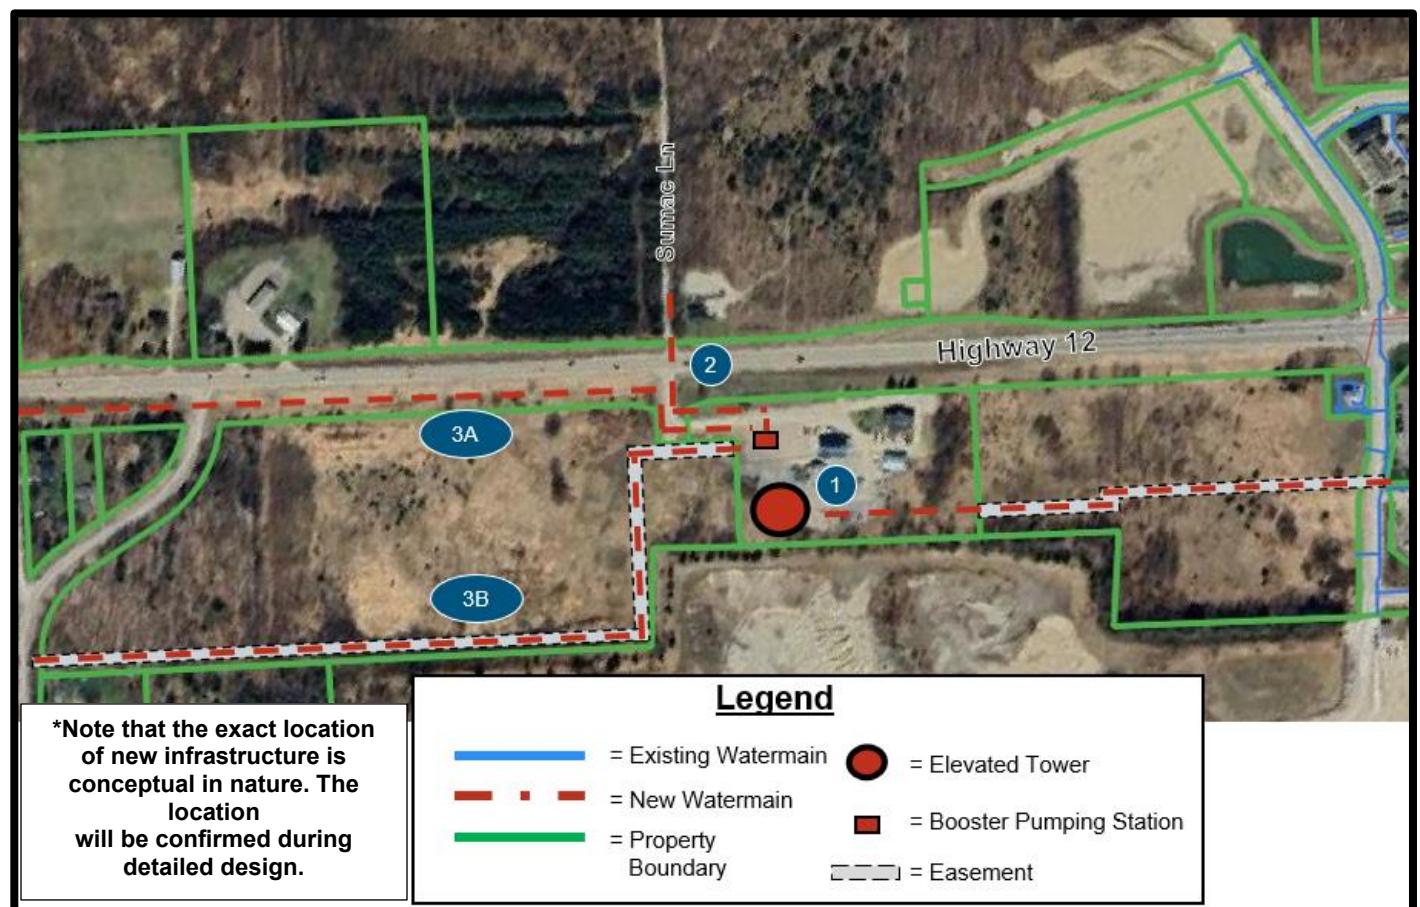 Sumac Ln
Highway 12
2
3A
1
3B
*Note that the exact location
of new infrastructure is
conceptual in nature. The
location
will be confirmed during
detailed design.
Legend
= Existing Watermain
= New Watermain
= Property
Boundary
= Elevated Tower
= Booster Pumping Station
= Easement